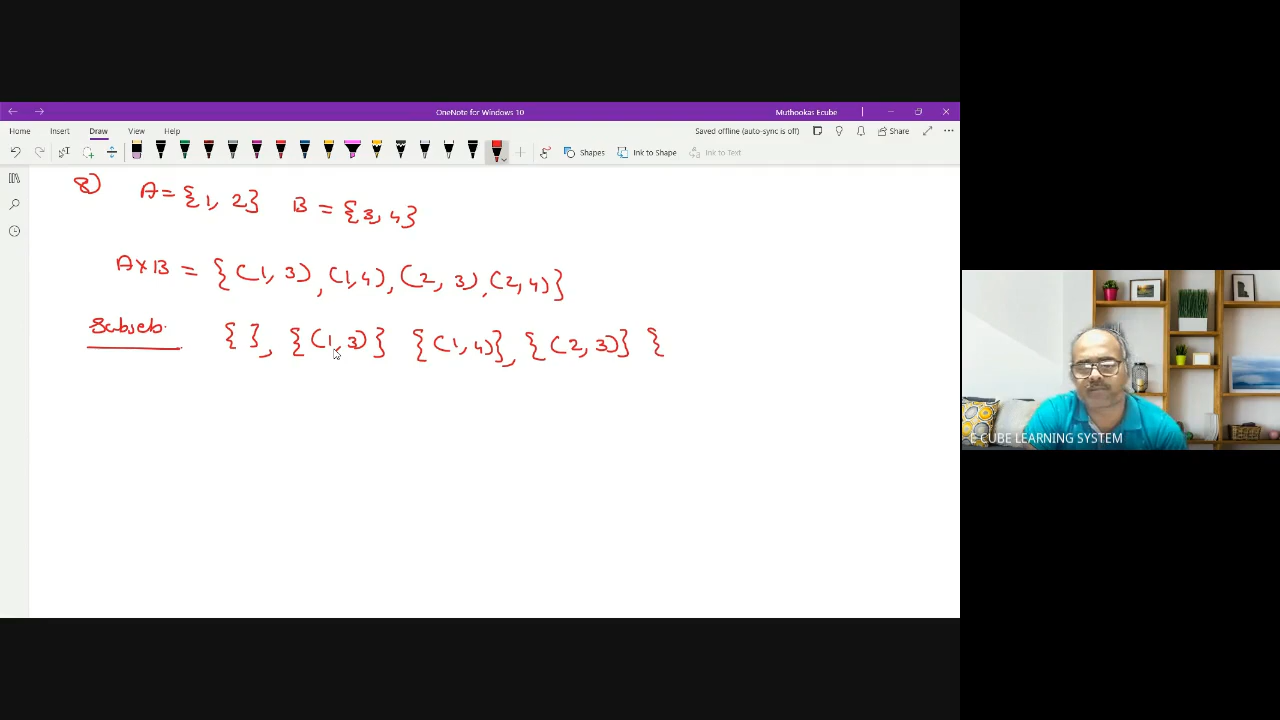 OneNote for Windows 10
Muthookas Ecube
Home Insert Draw View Help
Saved offline (auto-sync is off) Share
Shapes Ink to Shape Ink to Text
8) A = {1, 2} B = {3, 4}
A×B = {(1, 3), (1,4), (2, 3), (2,4)}
Subsets. { }, {(1, 3)} {(1, 4)}, {(2, 3)} {
E CUBE LEARNING SYSTEM